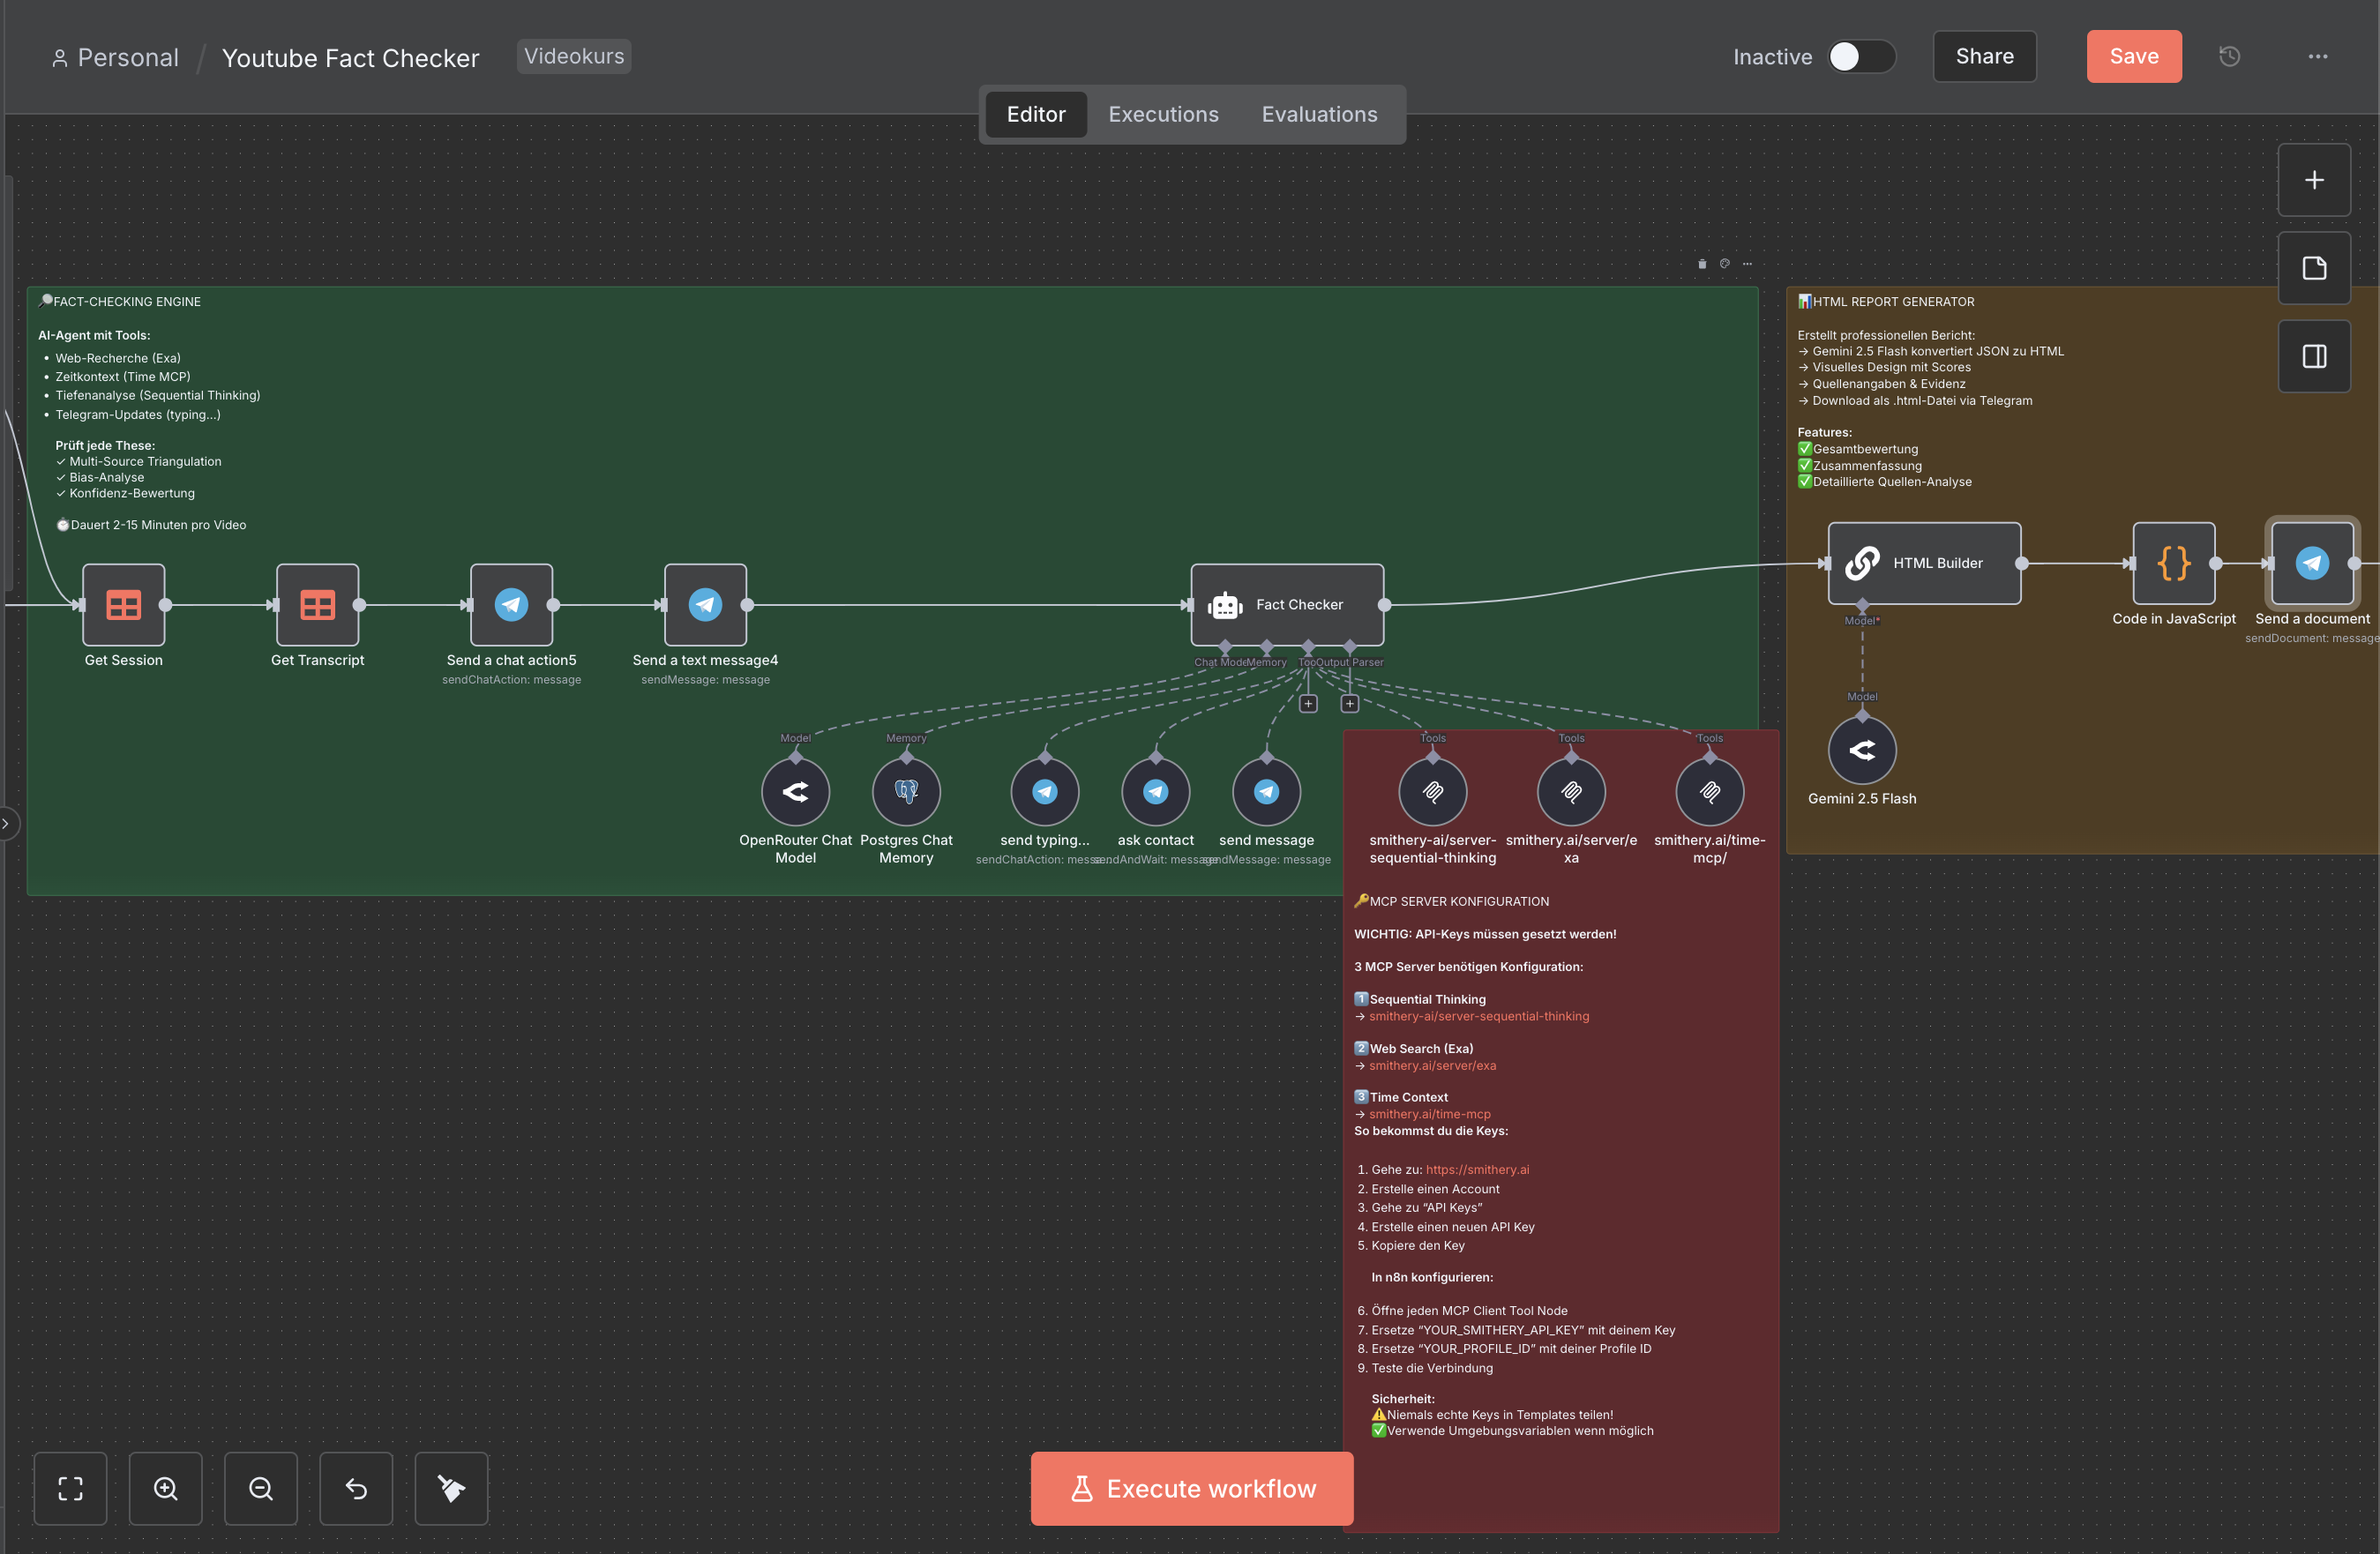 Personal / Youtube Fact Checker Videokurs
Inactive Share Save
Editor Executions Evaluations
🔎FACT-CHECKING ENGINE
AI-Agent mit Tools:
• Web-Recherche (Exa)
• Zeitkontext (Time MCP)
• Tiefenanalyse (Sequential Thinking)
• Telegram-Updates (typing...)
Prüft jede These:
✓ Multi-Source Triangulation
✓ Bias-Analyse
✓ Konfidenz-Bewertung
⏱️Dauert 2-15 Minuten pro Video
Get Session
Get Transcript
Send a chat action5
sendChatAction: message
Send a text message4
sendMessage: message
Fact Checker
Chat Mode
Memory
Too
Output Parser
Model
Memory
OpenRouter Chat
Model
Postgres Chat
Memory
send typing...
sendChatAction: messa...
ask contact
sendAndWait: message
send message
sendMessage: message
Tools
Tools
Tools
smithery-ai/server-
sequential-thinking
smithery.ai/server/e
xa
smithery.ai/time-
mcp/
🔑MCP SERVER KONFIGURATION
WICHTIG: API-Keys müssen gesetzt werden!
3 MCP Server benötigen Konfiguration:
1️⃣Sequential Thinking
→ smithery-ai/server-sequential-thinking
2️⃣Web Search (Exa)
→ smithery.ai/server/exa
3️⃣Time Context
→ smithery.ai/time-mcp
So bekommst du die Keys:
1. Gehe zu: https://smithery.ai
2. Erstelle einen Account
3. Gehe zu “API Keys”
4. Erstelle einen neuen API Key
5. Kopiere den Key
In n8n konfigurieren:
6. Öffne jeden MCP Client Tool Node
7. Ersetze “YOUR_SMITHERY_API_KEY” mit deinem Key
8. Ersetze “YOUR_PROFILE_ID” mit deiner Profile ID
9. Teste die Verbindung
Sicherheit:
⚠️Niemals echte Keys in Templates teilen!
✅Verwende Umgebungsvariablen wenn möglich
📊HTML REPORT GENERATOR
Erstellt professionellen Bericht:
→ Gemini 2.5 Flash konvertiert JSON zu HTML
→ Visuelles Design mit Scores
→ Quellenangaben & Evidenz
→ Download als .html-Datei via Telegram
Features:
✅Gesamtbewertung
✅Zusammenfassung
✅Detaillierte Quellen-Analyse
HTML Builder
Model*
Model
Gemini 2.5 Flash
Code in JavaScript
Send a document
sendDocument: message
Execute workflow